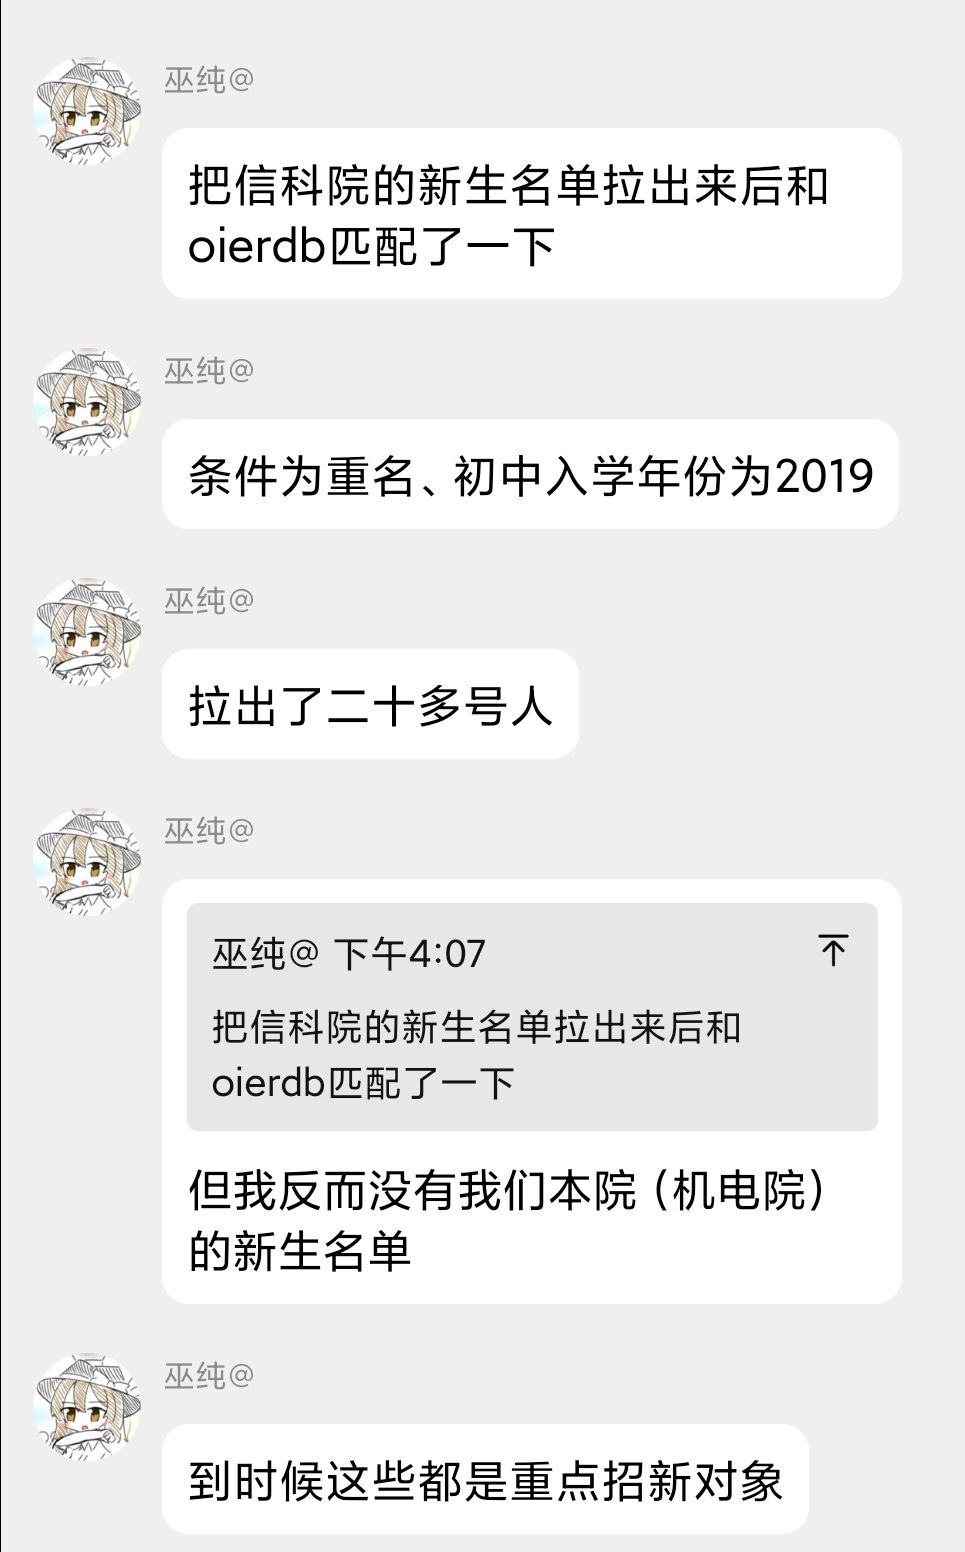 巫纯@
把信科院的新生名单拉出来后和
oierdb匹配了一下
巫纯@
条件为重名、初中入学年份为2019
巫纯@
拉出了二十多号人
巫纯@
巫纯@ 下午4:07
把信科院的新生名单拉出来后和
oierdb匹配了一下
但我反而没有我们本院（机电院）
的新生名单
巫纯@
到时候这些都是重点招新对象